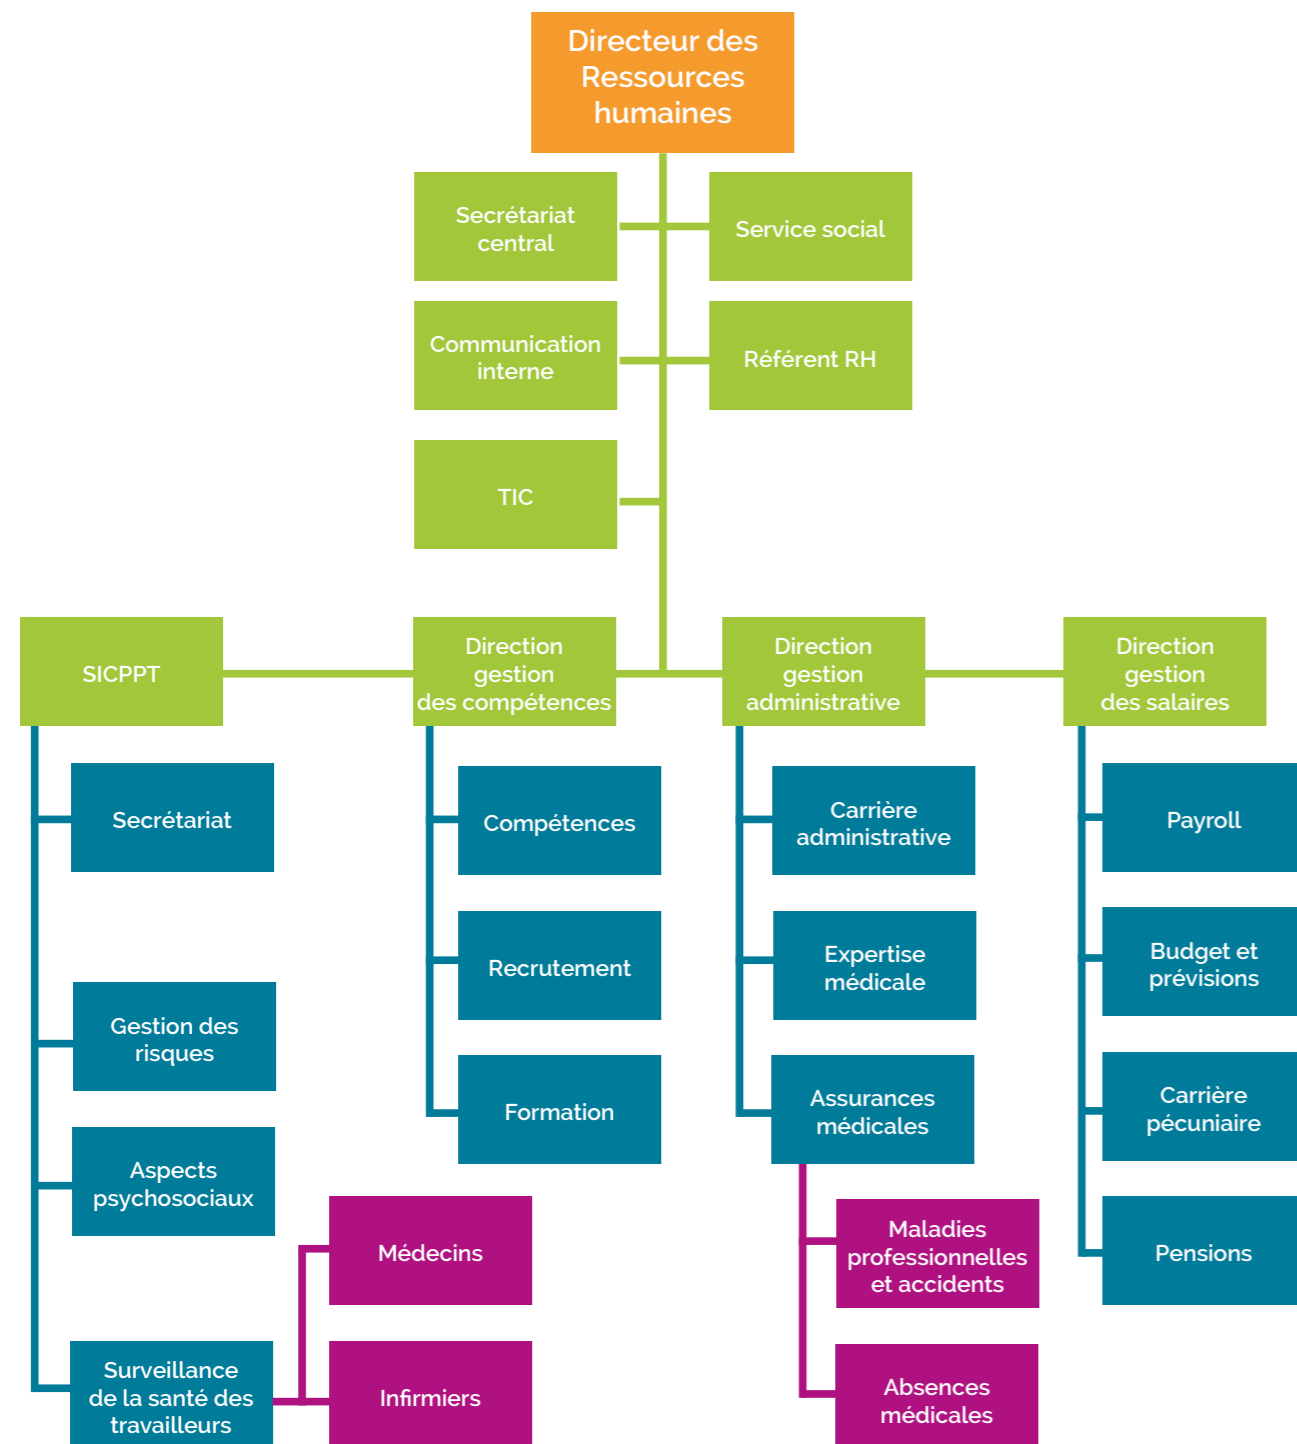 Directeur des
Ressources
humaines
Secrétariat
central
Service social
Communication
interne
Référent RH
TIC
SICPPT
Direction
gestion
des compétences
Direction
gestion
administrative
Direction
gestion
des salaires
Secrétariat
Gestion des
risques
Aspects
psychosociaux
Surveillance
de la santé des
travailleurs
Médecins
Infirmiers
Compétences
Recrutement
Formation
Carrière
administrative
Expertise
médicale
Assurances
médicales
Maladies
professionnelles
et accidents
Absences
médicales
Payroll
Budget et
prévisions
Carrière
pécuniaire
Pensions